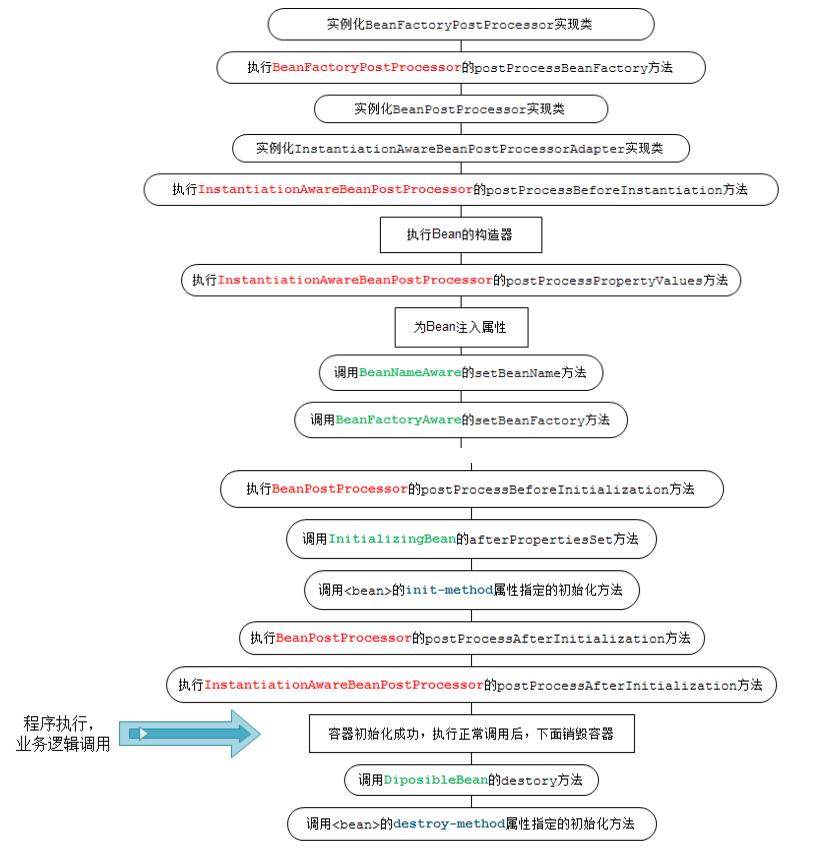 实例化BeanFactoryPostProcessor实现类
执行BeanFactoryPostProcessor的postProcessBeanFactory方法
实例化BeanPostProcessor实现类
实例化InstantiationAwareBeanPostProcessorAdapter实现类
执行InstantiationAwareBeanPostProcessor的postProcessBeforeInstantiation方法
执行Bean的构造器
执行InstantiationAwareBeanPostProcessor的postProcessPropertyValues方法
为Bean注入属性
调用BeanNameAware的setBeanName方法
调用BeanFactoryAware的setBeanFactory方法
执行BeanPostProcessor的postProcessBeforeInitialization方法
调用InitializingBean的afterPropertiesSet方法
调用<bean>的init-method属性指定的初始化方法
执行BeanPostProcessor的postProcessAfterInitialization方法
执行InstantiationAwareBeanPostProcessor的postProcessAfterInitialization方法
程序执行，
业务逻辑调用
容器初始化成功，执行正常调用后，下面销毁容器
调用DiposibleBean的destory方法
调用<bean>的destroy-method属性指定的初始化方法